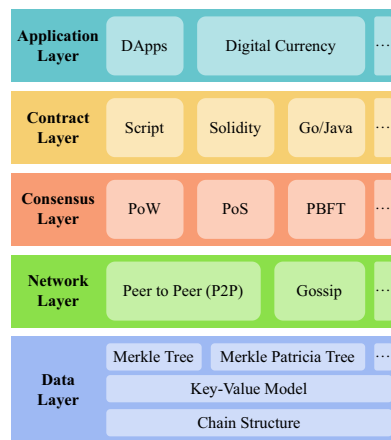 Application Layer
DApps
Digital Currency
...
Contract Layer
Script
Solidity
Go/Java
...
Consensus Layer
PoW
PoS
PBFT
...
Network Layer
Peer to Peer (P2P)
Gossip
...
Data Layer
Merkle Tree
Merkle Patricia Tree
...
Key-Value Model
Chain Structure